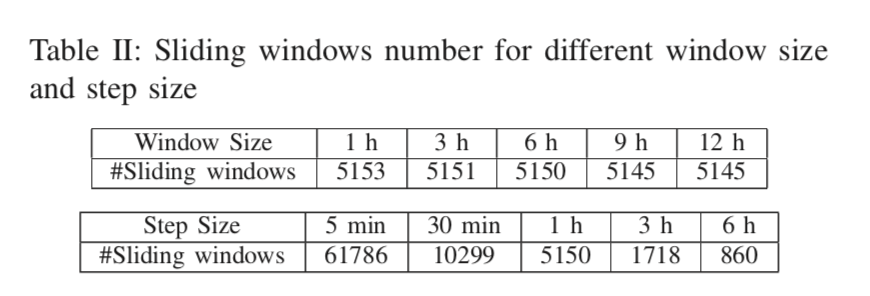 Table II: Sliding windows number for different window size
and step size
Window Size 1 h 3 h 6 h 9 h 12 h
#Sliding windows 5153 5151 5150 5145 5145
Step Size 5 min 30 min 1 h 3 h 6 h
#Sliding windows 61786 10299 5150 1718 860